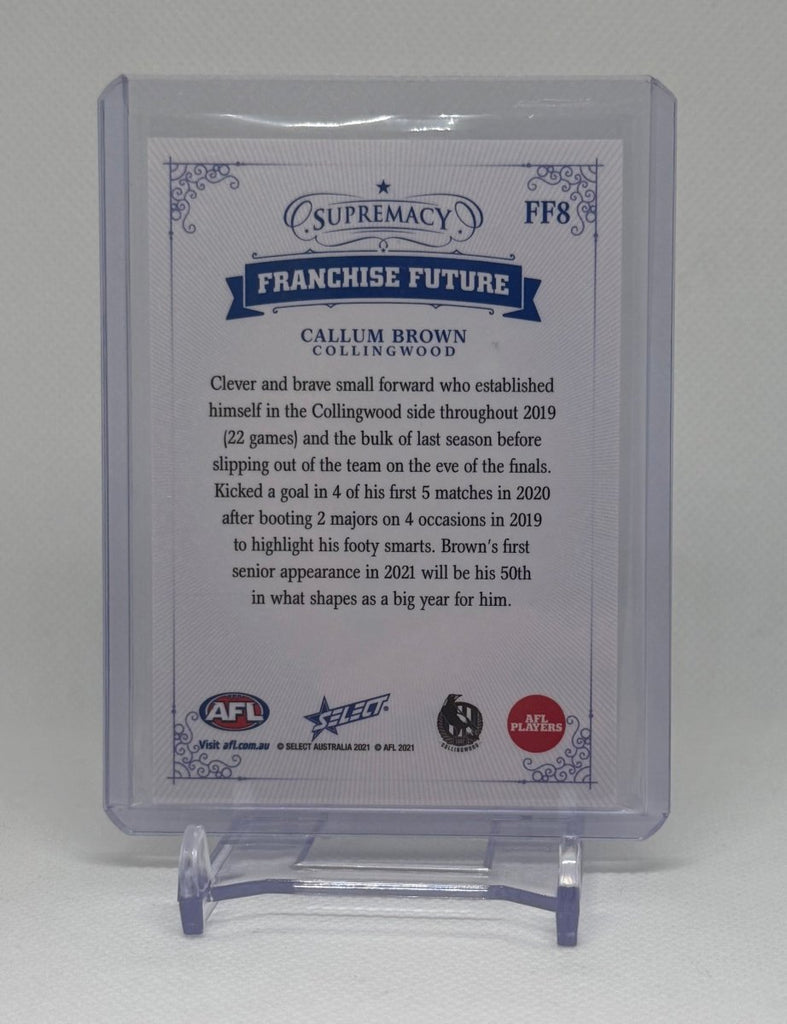 SUPREMACY
FF8
FRANCHISE FUTURE
CALLUM BROWN
COLLINGWOOD
Clever and brave small forward who established
himself in the Collingwood side throughout 2019
(22 games) and the bulk of last season before
slipping out of the team on the eve of the finals.
Kicked a goal in 4 of his first 5 matches in 2020
after booting 2 majors on 4 occasions in 2019
to highlight his footy smarts. Brown's first
senior appearance in 2021 will be his 50th
in what shapes as a big year for him.
AFL
SELECT
COLLINGWOOD
AFL
PLAYERS
Visit afl.com.au © SELECT AUSTRALIA 2021 © AFL 2021